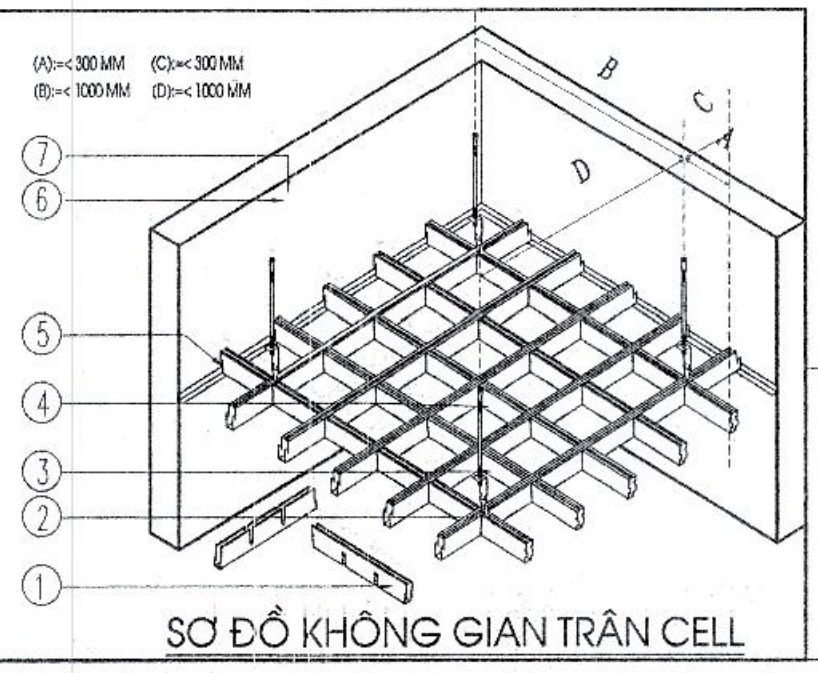 (A):=< 300 MM (C):=< 300 MM
(B):=< 1000 MM (D):=< 1000 MM
B
C
A
D
7
6
5
4
3
2
1
SƠ ĐỒ KHÔNG GIAN TRẦN CELL